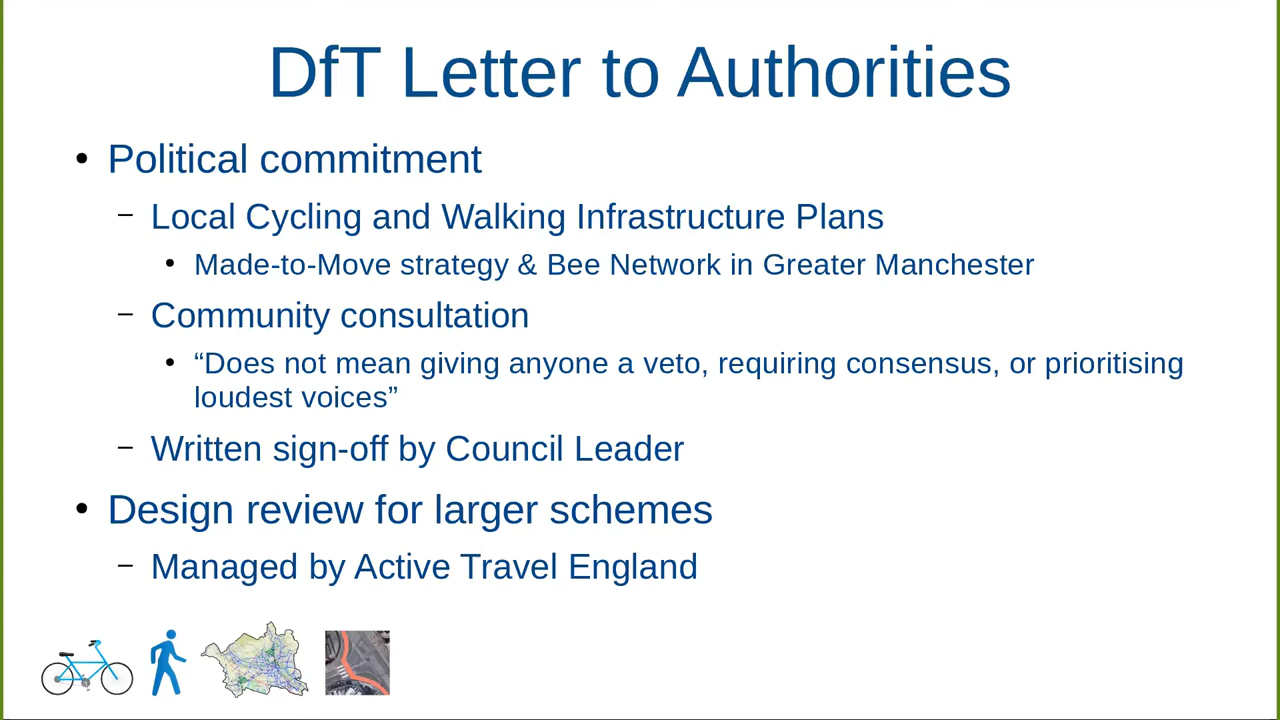 DfT Letter to Authorities
• Political commitment
– Local Cycling and Walking Infrastructure Plans
• Made-to-Move strategy & Bee Network in Greater Manchester
– Community consultation
• “Does not mean giving anyone a veto, requiring consensus, or prioritising
loudest voices”
– Written sign-off by Council Leader
• Design review for larger schemes
– Managed by Active Travel England